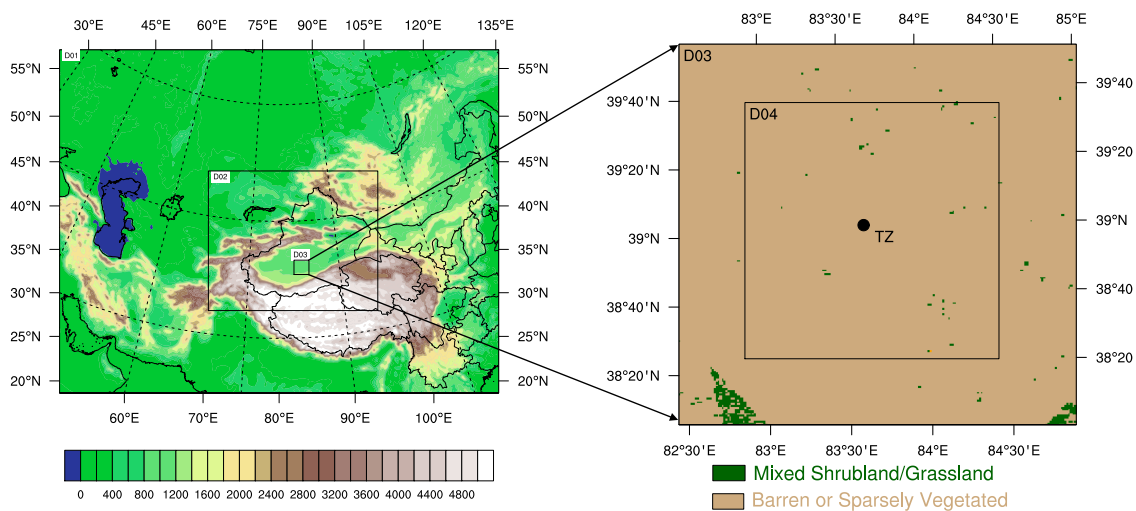 30°E 45°E 60°E 75°E 90°E 105°E 120°E 135°E
83°E 83°30'E 84°E 84°30'E 85°E
D01
D03
55°N 55°N
50°N 50°N
45°N 45°N
40°N 40°N
35°N 35°N
30°N 30°N
25°N 25°N
20°N 20°N
D02
D03
60°E 70°E 80°E 90°E 100°E
39°40'N 39°40'N
D04
39°20'N 39°20'N
39°N 39°N
TZ
38°40'N 38°40'N
38°20'N 38°20'N
82°30'E 83°E 83°30'E 84°E 84°30'E
0 400 800 1200 1600 2000 2400 2800 3200 3600 4000 4400 4800
Mixed Shrubland/Grassland
Barren or Sparsely Vegetated